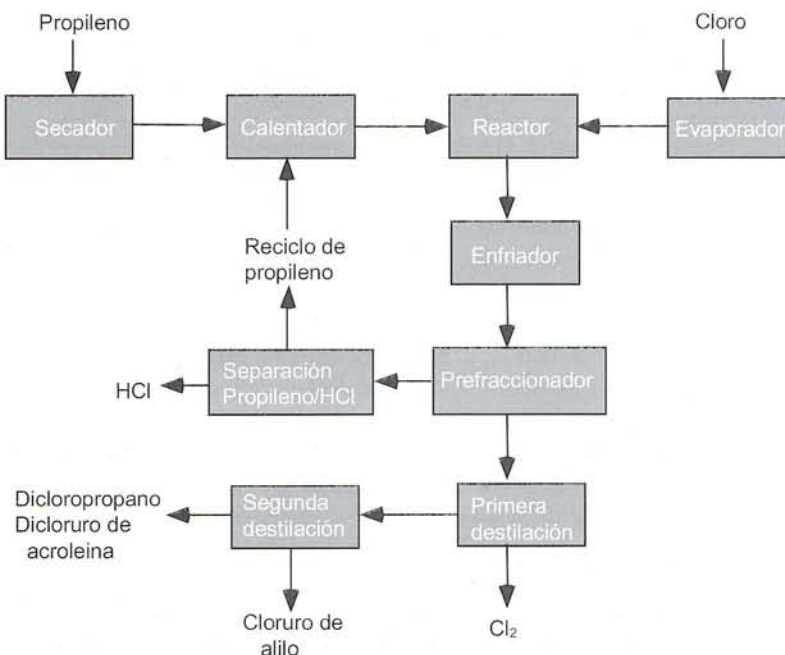 Propileno
Cloro
Secador
Calentador
Reactor
Evaporador
Reciclo de
propileno
Enfriador
HCl
Separación
Propileno/HCl
Prefraccionador
Dicloropropano
Dicloruro de
acroleina
Segunda
destilación
Primera
destilación
Cloruro de
alilo
Cl₂